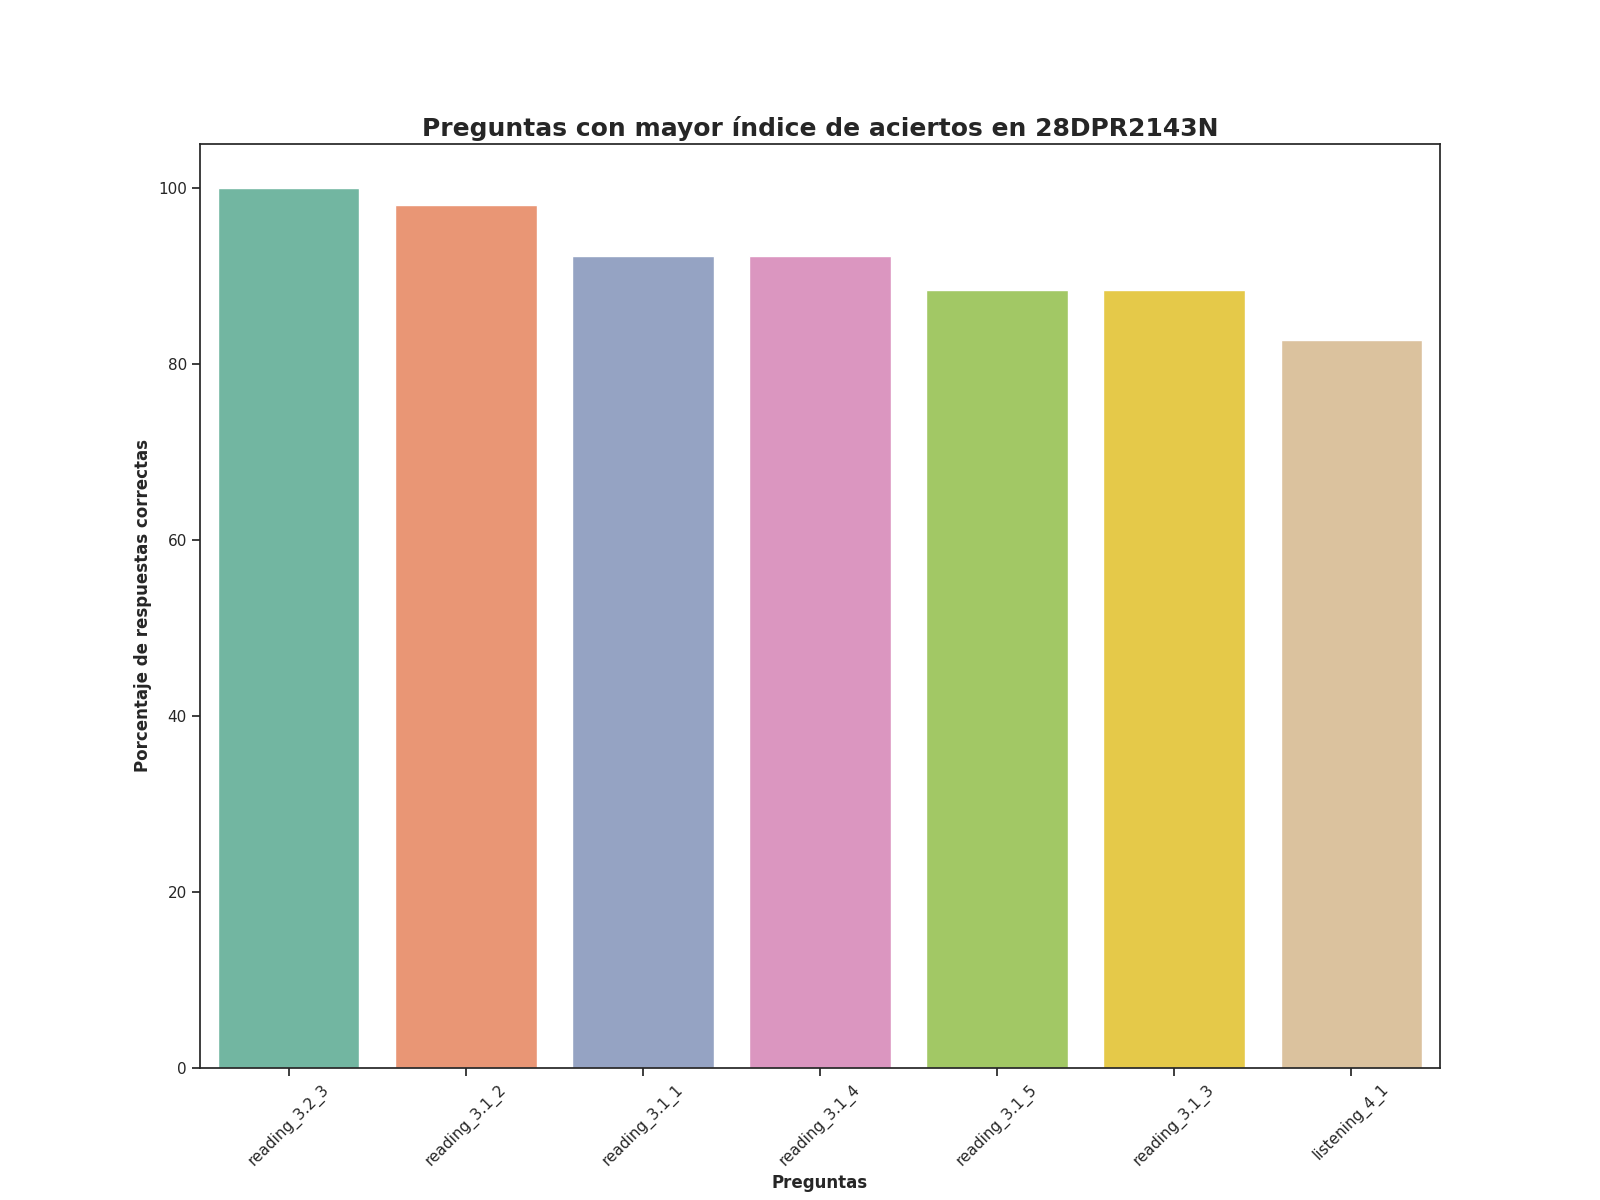 Preguntas con mayor índice de aciertos en 28DPR2143N
Porcentaje de respuestas correctas
100
80
60
40
20
0
reading_3.2_3
reading_3.1_2
reading_3.1_1
reading_3.1_4
reading_3.1_5
reading_3.1_3
listening_4_1
Preguntas